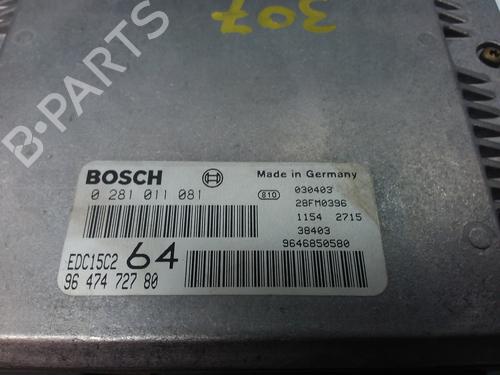 307
B-PARTS
BOSCH
Made in Germany
0 281 011 081
810
030403
28FM0396
1154 2715
38403
9646850580
EDC15C2 64
96 474 727 80